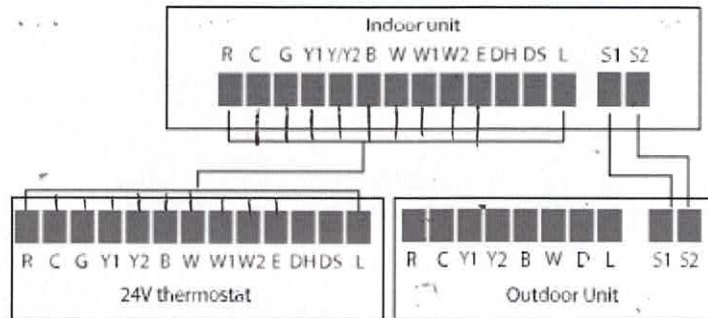 Indoor unit
R C G Y1 Y/Y2 B W W1 W2 E DH DS L S1 S2
R C G Y1 Y2 B W W1 W2 E DH DS L
R C Y1 Y2 B W D L S1 S2
24V thermostat
Outdoor Unit